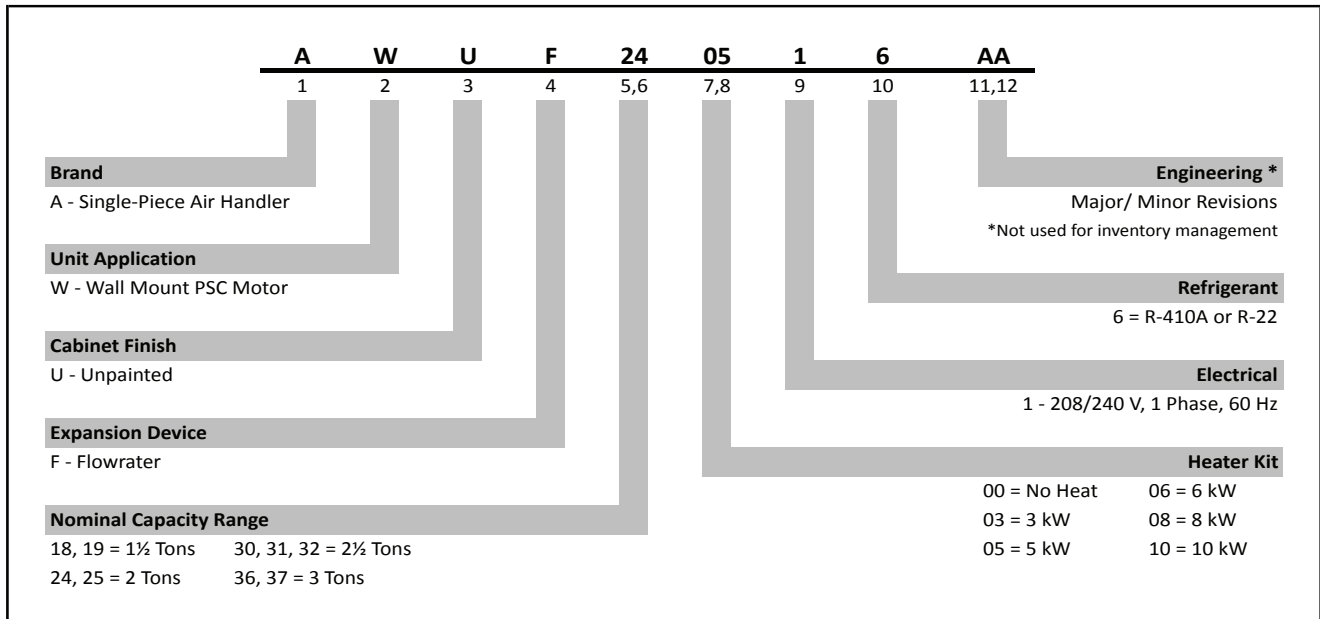 A W U F 24 05 1 6 AA
1 2 3 4 5,6 7,8 9 10 11,12
Brand
A - Single-Piece Air Handler
Unit Application
W - Wall Mount PSC Motor
Cabinet Finish
U - Unpainted
Expansion Device
F - Flowrater
Nominal Capacity Range
18, 19 = 1½ Tons 30, 31, 32 = 2½ Tons
24, 25 = 2 Tons 36, 37 = 3 Tons
Engineering *
Major/ Minor Revisions
*Not used for inventory management
Refrigerant
6 = R-410A or R-22
Electrical
1 - 208/240 V, 1 Phase, 60 Hz
Heater Kit
00 = No Heat 06 = 6 kW
03 = 3 kW 08 = 8 kW
05 = 5 kW 10 = 10 kW